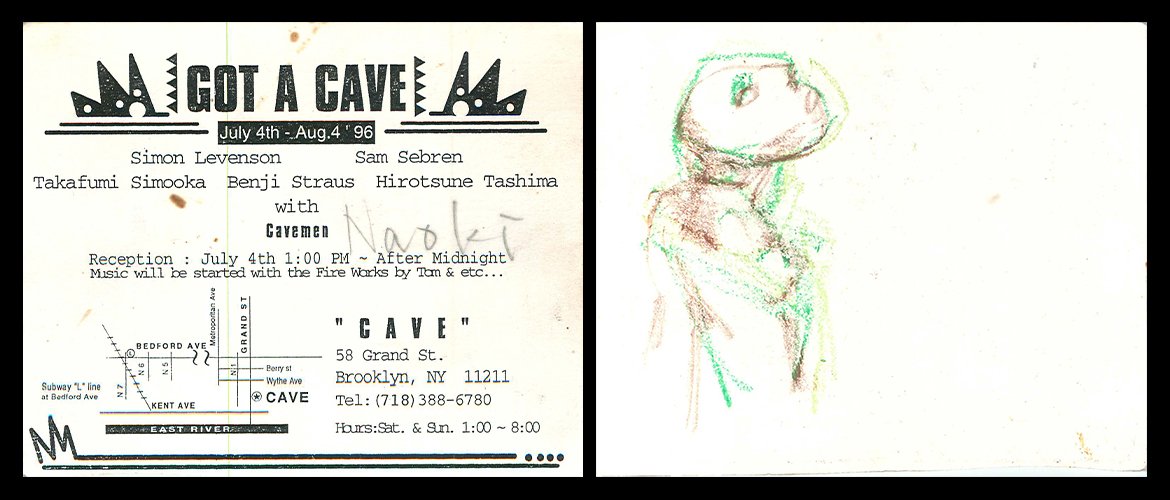 GOT A CAVE
July 4th - Aug.4 ' 96
Simon Levenson Sam Sebren
Takafumi Simooka Benji Straus Hirotsune Tashima
with
Cavemen
Naoki
Reception : July 4th 1:00 PM ~ After Midnight
Music will be started with the Fire Works by Tom & etc...
Metropolitan Ave
GRAND ST
BEDFORD AVE
L
N 7
N 6
N 5
N 1
Berry st
Wythe Ave
Subway "L" line
at Bedford Ave
KENT AVE
CAVE
EAST RIVER
" CAVE "
58 Grand St.
Brooklyn, NY 11211
Tel:(718)388-6780
Hours:Sat. & Sun. 1:00 ~ 8:00